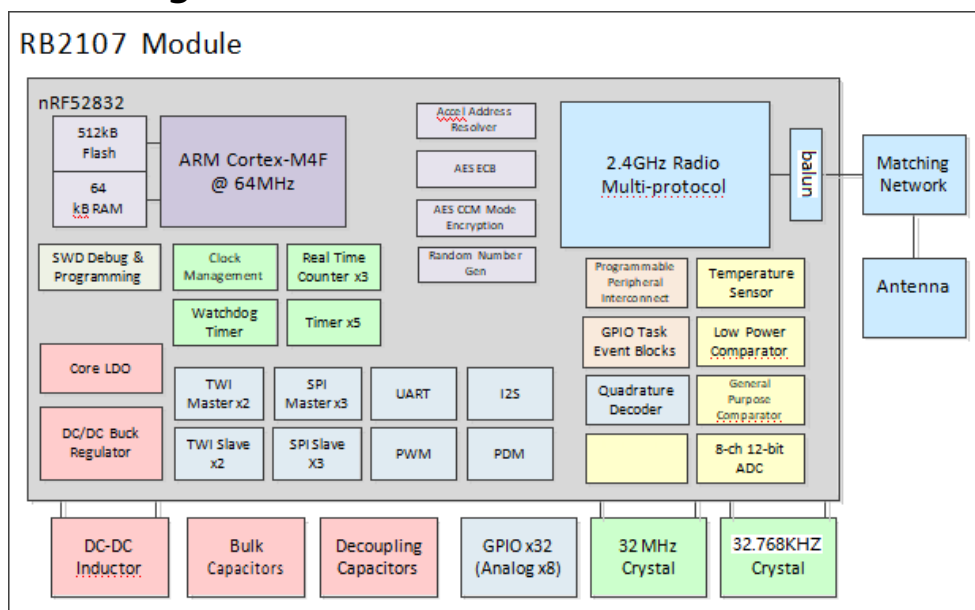 RB2107 Module
nRF52832
512kB
Flash
64
kB RAM
ARM Cortex-M4F
@ 64MHz
Accel Address
Resolver
AES ECB
AES CCM Mode
Encryption
Random Number
Gen
2.4GHz Radio
Multi-protocol
balun
Matching
Network
Antenna
SWD Debug &
Programming
Clock
Management
Real Time
Counter x3
Watchdog
Timer
Timer x5
Programmable
Peripheral
Interconnect
Temperature
Sensor
GPIO Task
Event Blocks
Low Power
Comparator
Core LDO
DC/DC Buck
Regulator
TWI
Master x2
SPI
Master x3
UART
I2S
Quadrature
Decoder
General
Purpose
Comparator
TWI Slave
x2
SPI Slave
X3
PWM
PDM
8-ch 12-bit
ADC
DC-DC
Inductor
Bulk
Capacitors
Decoupling
Capacitors
GPIO x32
(Analog x8)
32 MHz
Crystal
32.768KHZ
Crystal